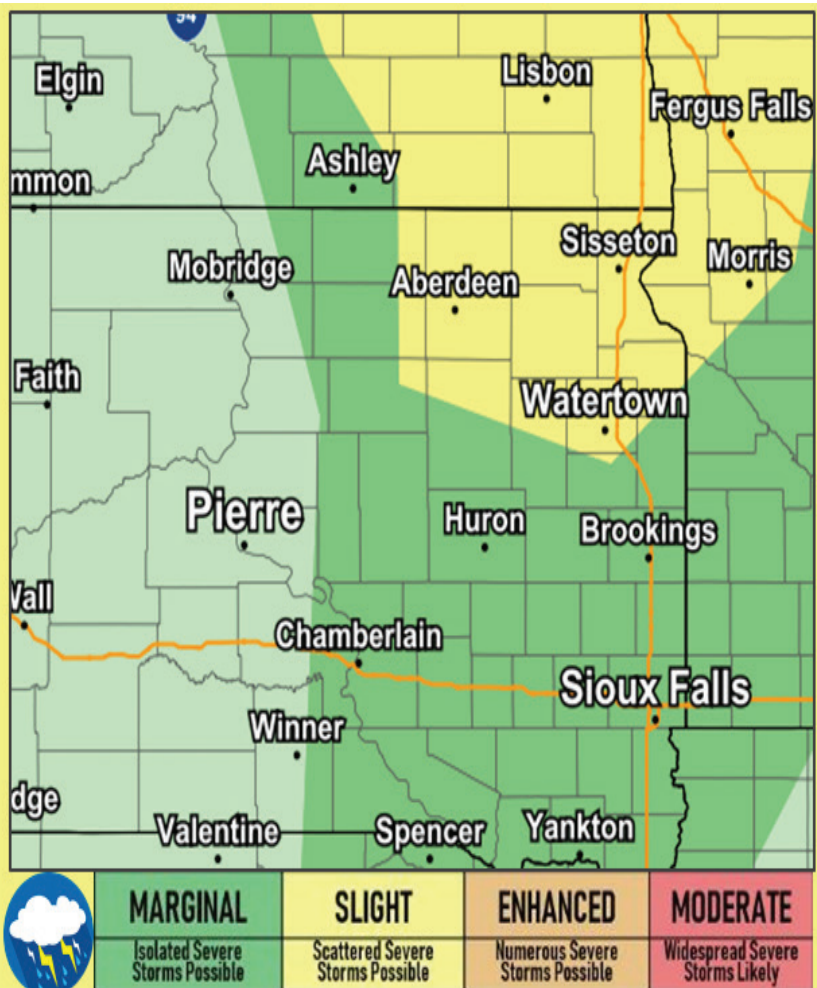 94
Elgin
Lisbon
Fergus Falls
Ashley
mmon
Sisseton
Morris
Mobridge
Aberdeen
Faith
Watertown
Pierre
Huron
Brookings
Wall
Chamberlain
Sioux Falls
Winner
dge
Valentine
Spencer
Yankton
MARGINAL
Isolated Severe
Storms Possible
SLIGHT
Scattered Severe
Storms Possible
ENHANCED
Numerous Severe
Storms Possible
MODERATE
Widespread Severe
Storms Likely